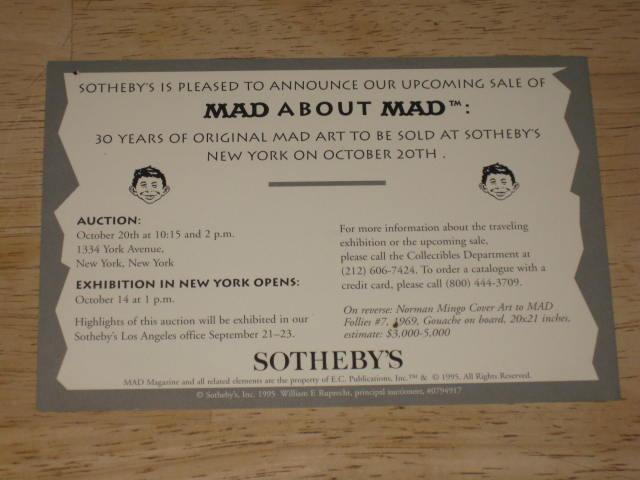 SOTHEBY'S IS PLEASED TO ANNOUNCE OUR UPCOMING SALE OF
MAD ABOUT MAD™:
30 YEARS OF ORIGINAL MAD ART TO BE SOLD AT SOTHEBY'S
NEW YORK ON OCTOBER 20TH .
AUCTION:
October 20th at 10:15 and 2 p.m.
1334 York Avenue,
New York, New York
EXHIBITION IN NEW YORK OPENS:
October 14 at 1 p.m.
Highlights of this auction will be exhibited in our
Sotheby's Los Angeles office September 21–23.
For more information about the traveling
exhibition or the upcoming sale,
please call the Collectibles Department at
(212) 606-7424. To order a catalogue with a
credit card, please call (800) 444-3709.
On reverse: Norman Mingo Cover Art to MAD
Follies #7, 1969, Gouache on board, 20x21 inches,
estimate: $3,000-5,000
SOTHEBY'S
MAD Magazine and all related elements are the property of E.C. Publications, Inc.™ & © 1995. All Rights Reserved.
© Sotheby's, Inc. 1995 William F. Ruprecht, principal auctioneer, #0794917